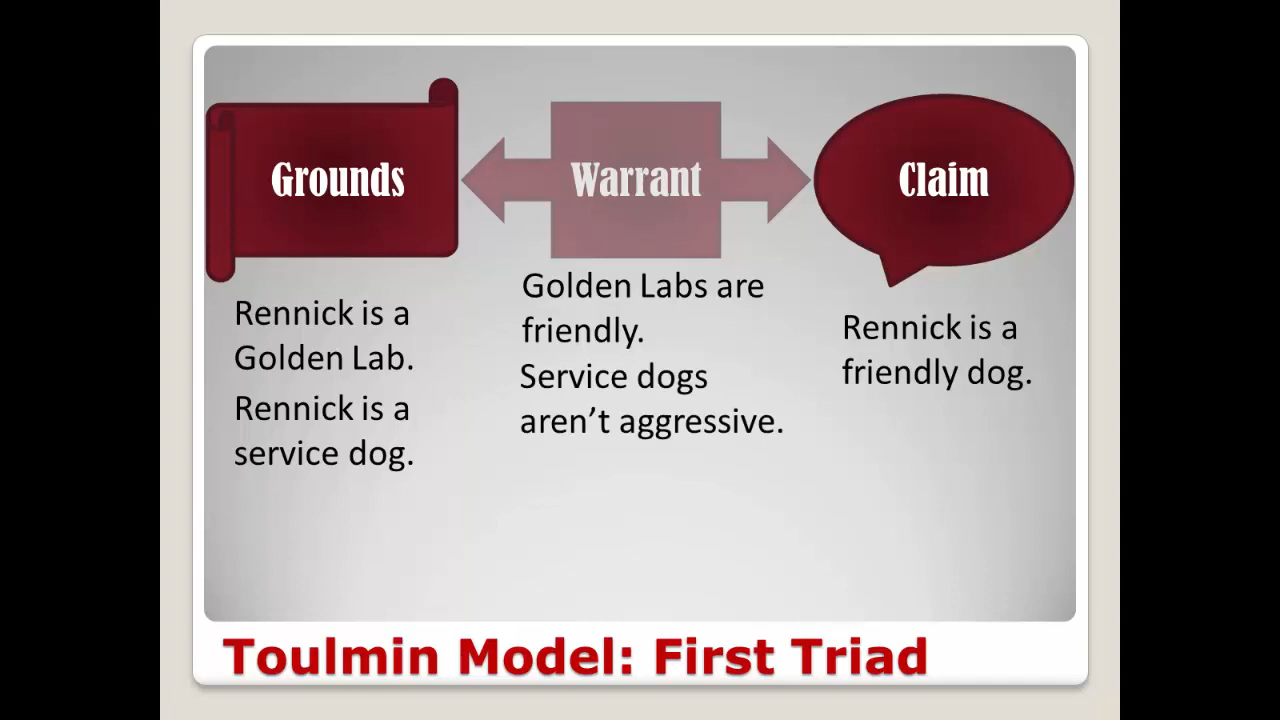 Grounds
Warrant
Claim
Rennick is a
Golden Lab.
Rennick is a
service dog.
Golden Labs are
friendly.
Service dogs
aren’t aggressive.
Rennick is a
friendly dog.
Toulmin Model: First Triad